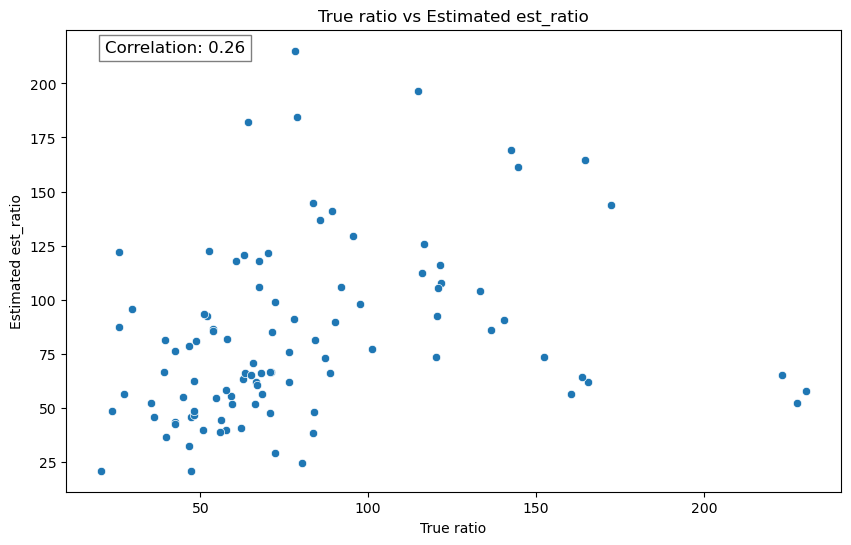 True ratio vs Estimated est_ratio
Correlation: 0.26
Estimated est_ratio
200
175
150
125
100
75
50
25
50 100 150 200
True ratio